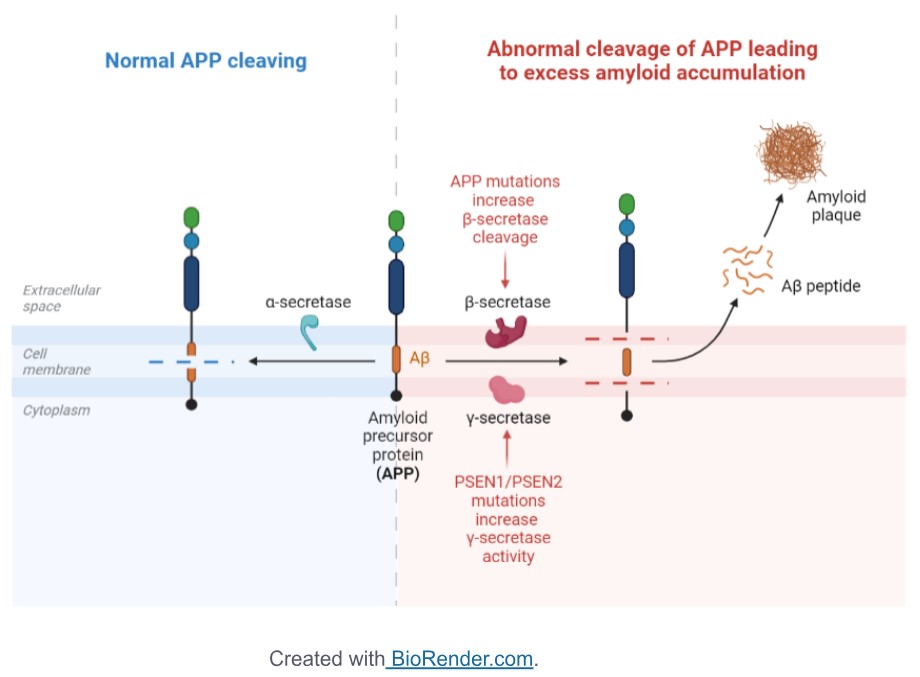 Normal APP cleaving
Abnormal cleavage of APP leading
to excess amyloid accumulation
APP mutations
increase
β-secretase
cleavage
Amyloid
plaque
Extracellular
space
α-secretase
β-secretase
Aβ peptide
Cell
membrane
Aβ
Cytoplasm
Amyloid
precursor
protein
(APP)
γ-secretase
PSEN1/PSEN2
mutations
increase
γ-secretase
activity
Created with BioRender.com.